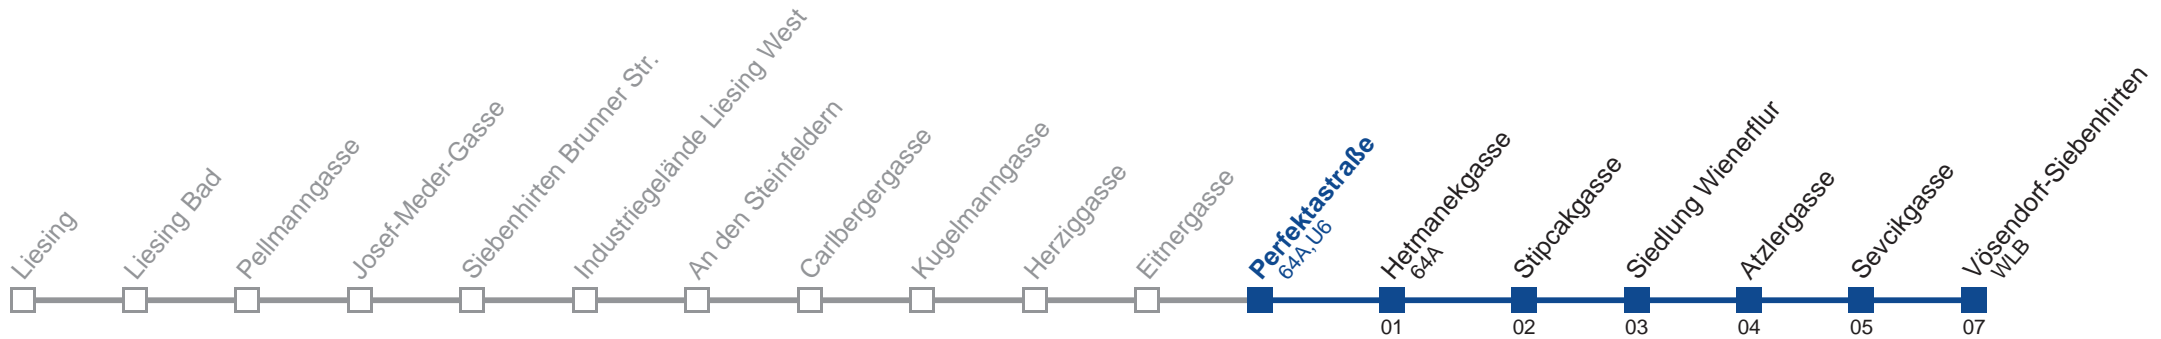 Liesing
Liesing Bad
Pellmanngasse
Josef-Meder-Gasse
Siebenhirten Brunner Str.
Industriegelände Liesing West
An den Steinfeldern
Carlbergergasse
Kugelmanngasse
Herziggasse
Eitnergasse
Perfektastraße
64A,U6
Hetmanekgasse
64A
Stipcakgasse
Siedlung Wienerflur
Atzlergasse
Sevcikgasse
Vösendorf-Siebenhirten
WLB
01
02
03
04
05
07